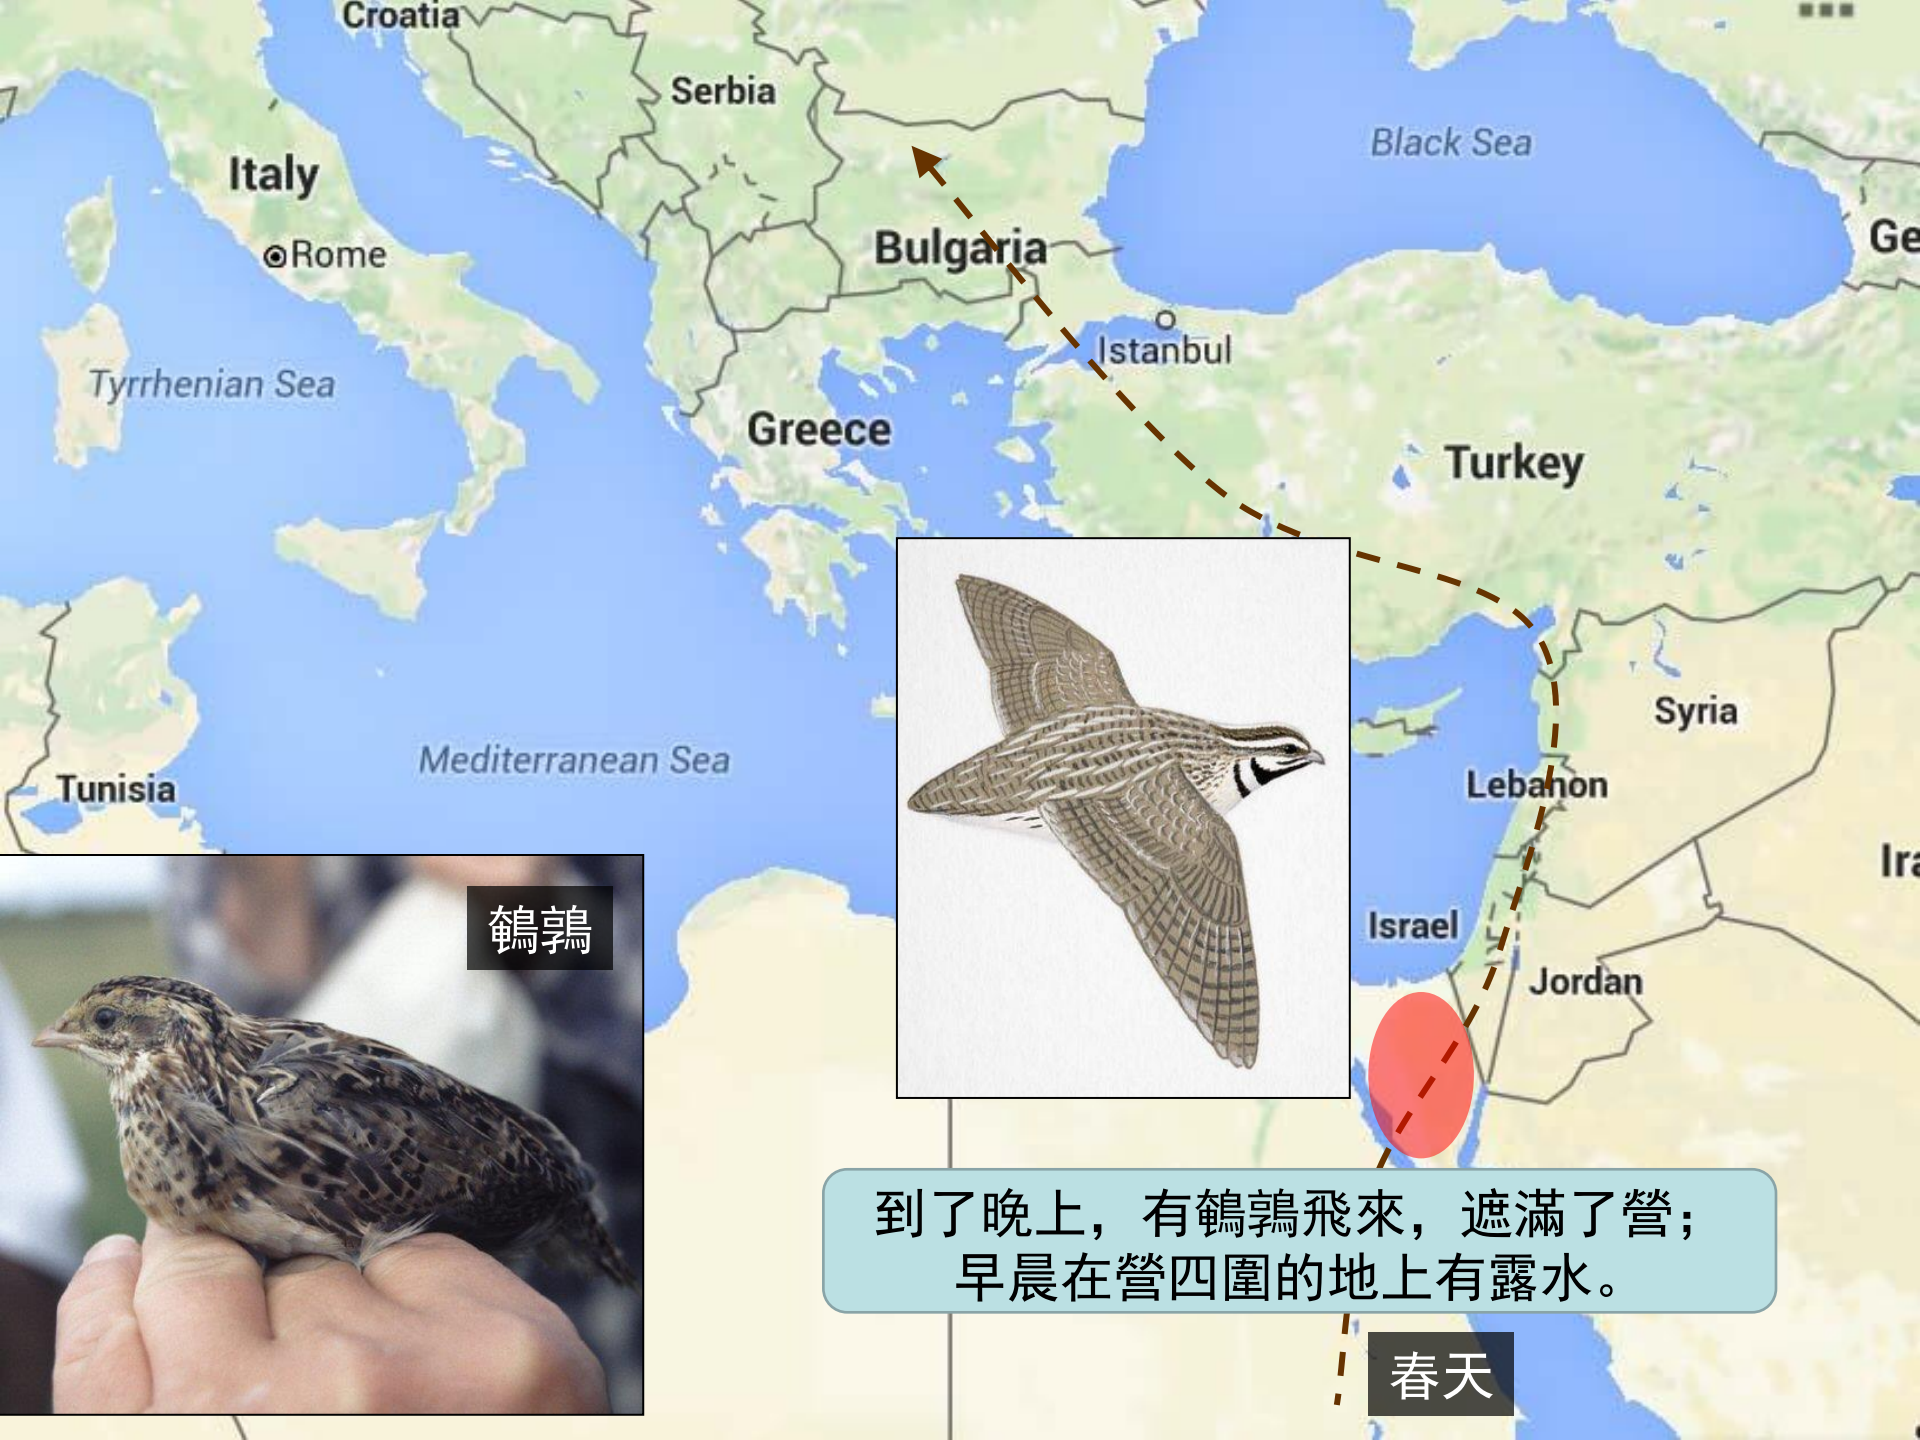 Croatia
Serbia
Black Sea
Italy
Ge
Rome
Bulgaria
Istanbul
Tyrrhenian Sea
Greece
Turkey
Syria
Mediterranean Sea
Tunisia
Lebanon
Ira
Israel
鵪鶉
Jordan
到了晚上，有鵪鶉飛來，遮滿了營；
早晨在營四圍的地上有露水。
春天